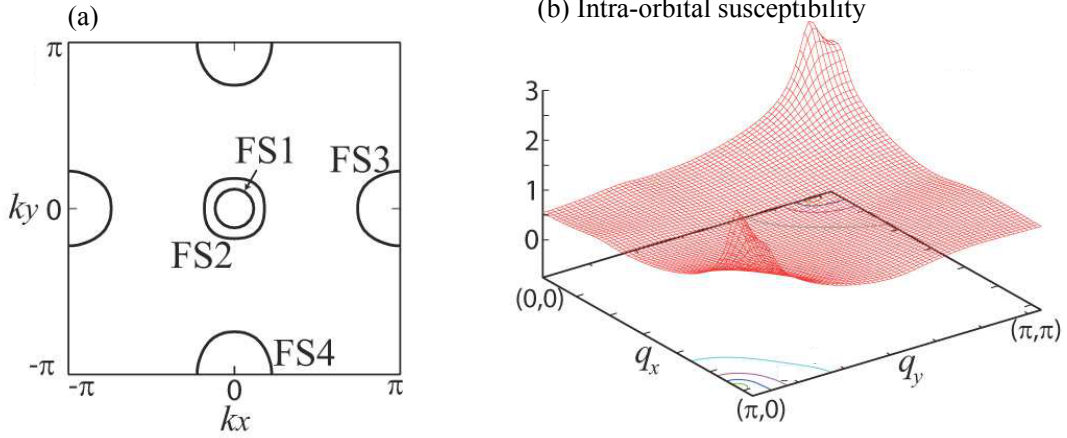 (a)
π
FS1
FS3
ky 0
FS2
FS4
-π
-π 0 π
kx
(b) Intra-orbital susceptibility
3
2
1
0
(0,0)
(π,π)
qx
qy
(π,0)